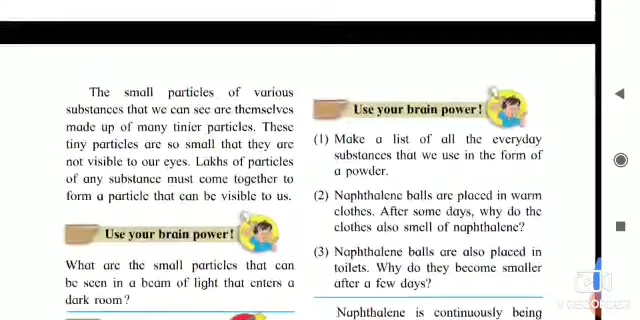 The small particles of various
substances that we can see are themselves
made up of many tinier particles. These
tiny particles are so small that they are
not visible to our eyes. Lakhs of particles
of any substance must come together to
form a particle that can be visible to us.
Use your brain power!
What are the small particles that can
be seen in a beam of light that enters a
dark room?
Use your brain power!
(1) Make a list of all the everyday
substances that we use in the form of
a powder.
(2) Naphthalene balls are placed in warm
clothes. After some days, why do the
clothes also smell of naphthalene?
(3) Naphthalene balls are also placed in
toilets. Why do they become smaller
after a few days?
Naphthalene is continuously being
V RECORDER